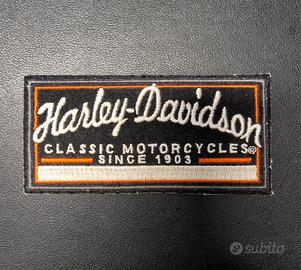 Harley-Davidson
CLASSIC MOTORCYCLES®
SINCE 1903
subito